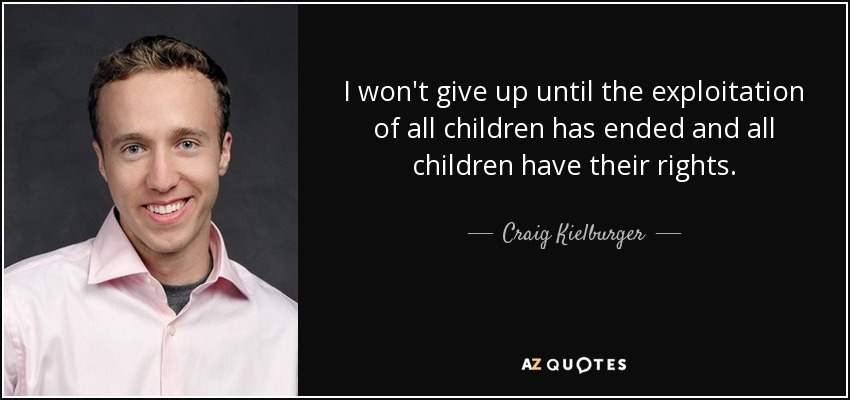 I won't give up until the exploitation
of all children has ended and all
children have their rights.
Craig Kielburger
AZ QUOTES